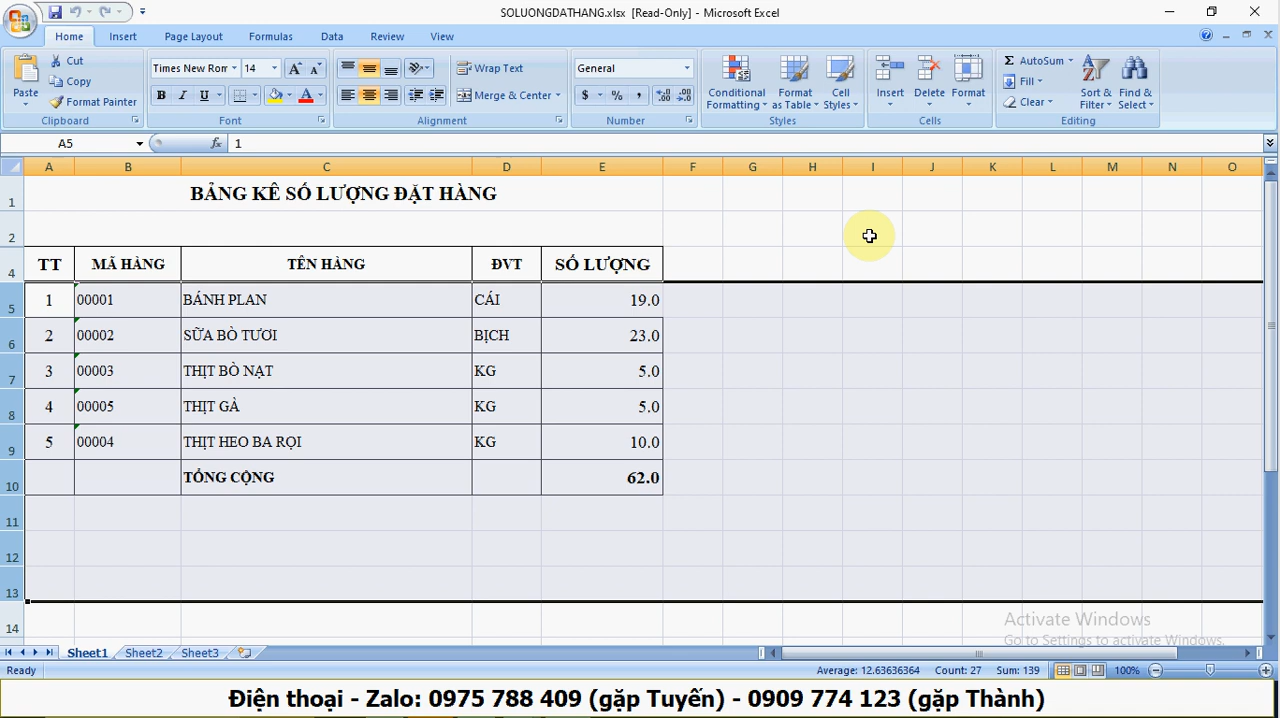 SOLUONGDATHANG.xlsx [Read-Only] - Microsoft Excel
Home Insert Page Layout Formulas Data Review View
Paste Cut Copy Format Painter Clipboard
Times New Ron 14 B I U A Font
Wrap Text Merge & Center Alignment
General $ % , Number
Conditional Formatting Format as Table Cell Styles Styles
Insert Delete Format Cells
Σ AutoSum Fill Clear Sort & Filter Find & Select Editing
A5 fx 1
A B C D E F G H I J K L M N O
1 BẢNG KÊ SỐ LƯỢNG ĐẶT HÀNG
2
4 TT MÃ HÀNG TÊN HÀNG ĐVT SỐ LƯỢNG
5 1 00001 BÁNH PLAN CÁI 19.0
6 2 00002 SỮA BÒ TƯƠI BỊCH 23.0
7 3 00003 THỊT BÒ NẠT KG 5.0
8 4 00005 THỊT GÀ KG 5.0
9 5 00004 THỊT HEO BA RỌI KG 10.0
10 TỔNG CỘNG 62.0
11
12
13
14
Activate Windows
Go to Settings to activate Windows.
Sheet1 Sheet2 Sheet3
Ready Average: 12.63636364 Count: 27 Sum: 139 100%
Điện thoại - Zalo: 0975 788 409 (gặp Tuyến) - 0909 774 123 (gặp Thành)